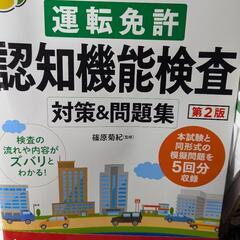 運転免許
認知機能検査
対策&問題集
第2版
篠原菊紀[監修]
検査の
流れや内容が
ズバリと
わかる!
本試験と
同形式の
模擬問題を
5回分
収録